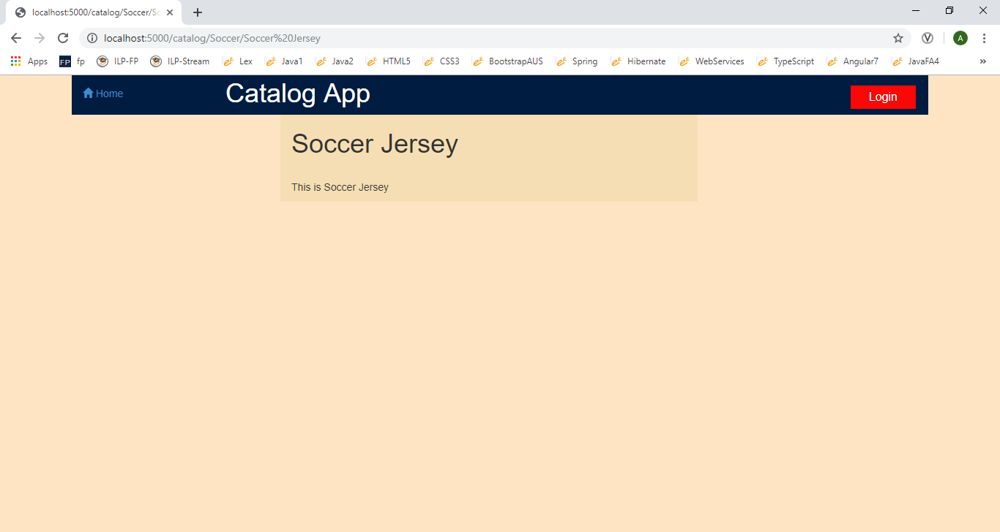 localhost:5000/catalog/Soccer/Sc
localhost:5000/catalog/Soccer/Soccer%20Jersey
A
Apps FP fp ILP-FP ILP-Stream Lex Java1 Java2 HTML5 CSS3 BootstrapAUS Spring Hibernate WebServices TypeScript Angular7 JavaFA4 »
Home Catalog App Login
Soccer Jersey
This is Soccer Jersey